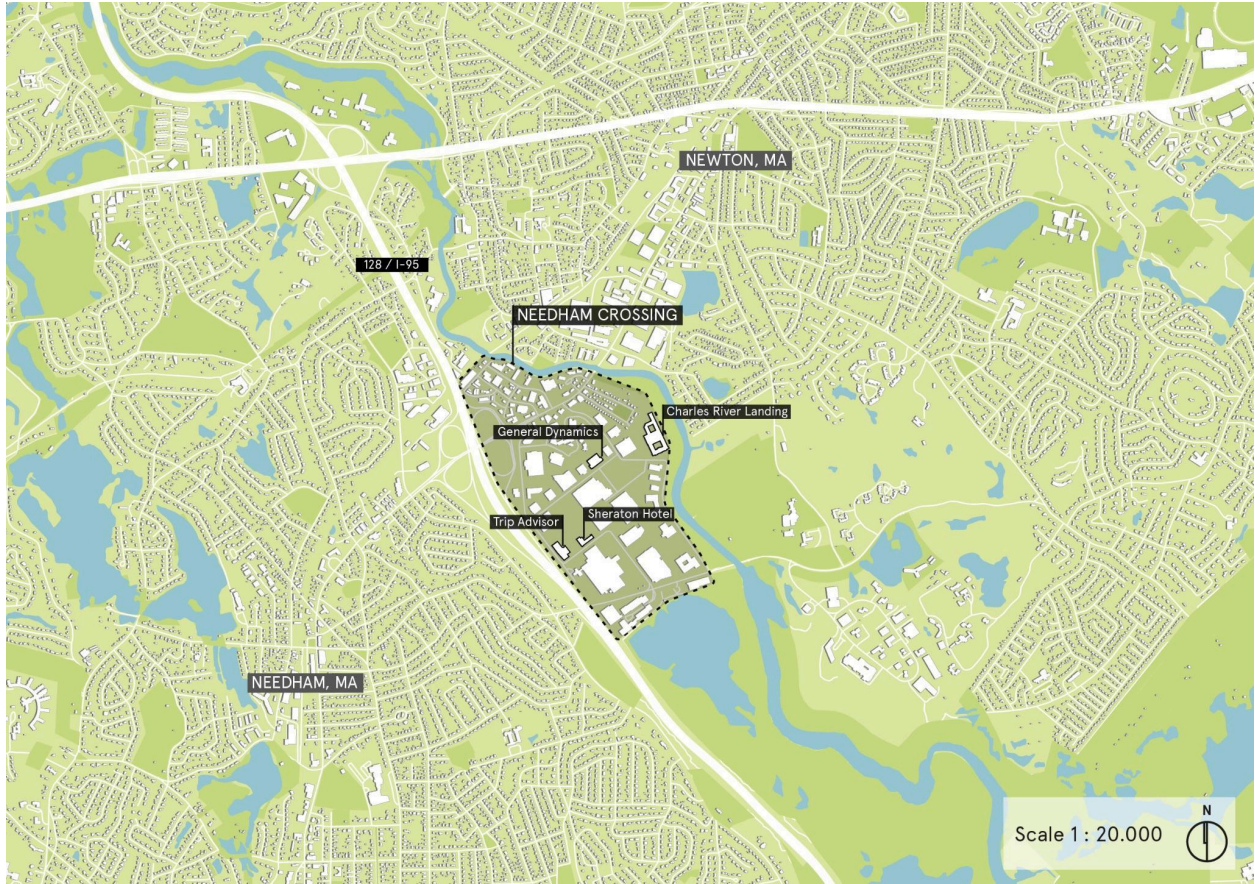 NEWTON, MA
128 / I-95
NEEDHAM CROSSING
Charles River Landing
General Dynamics
Sheraton Hotel
Trip Advisor
NEEDHAM, MA
N
Scale 1 : 20.000